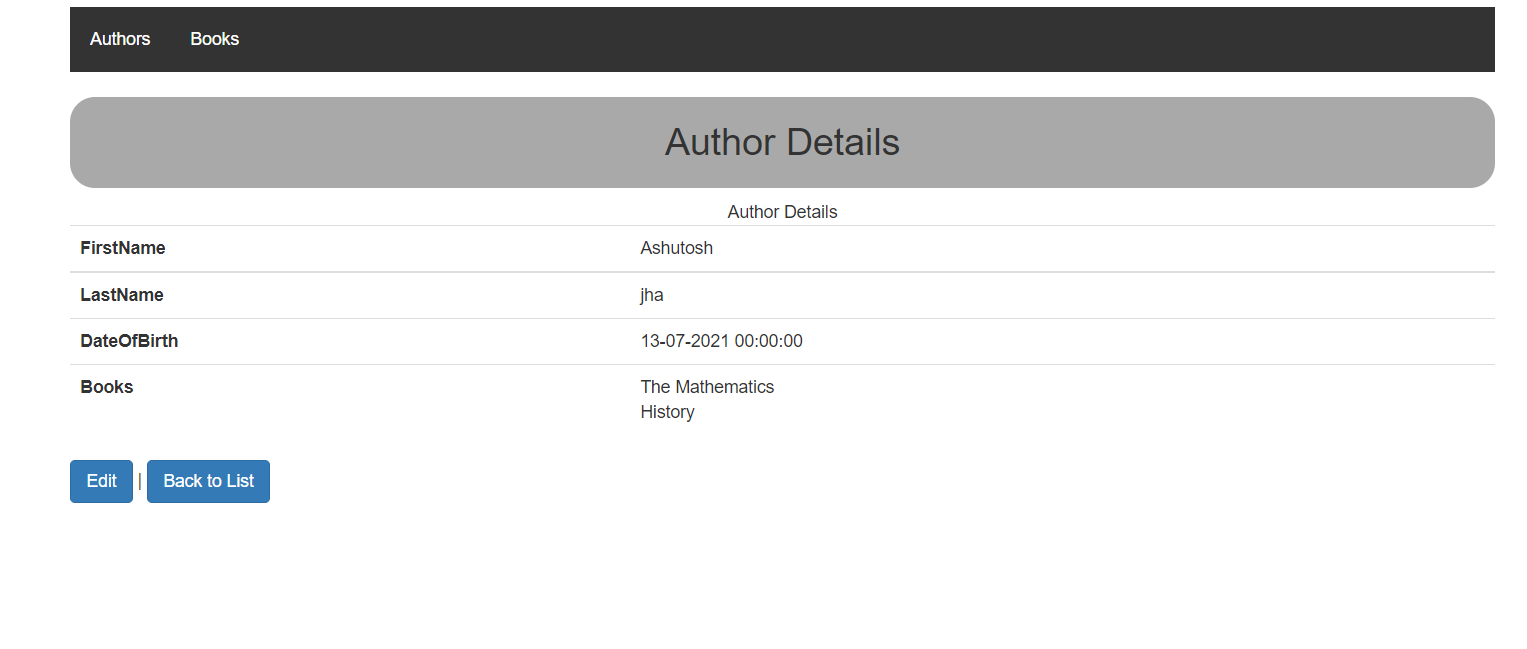 Authors Books
Author Details
Author Details
FirstName Ashutosh
LastName jha
DateOfBirth 13-07-2021 00:00:00
Books The Mathematics
History
Edit | Back to List